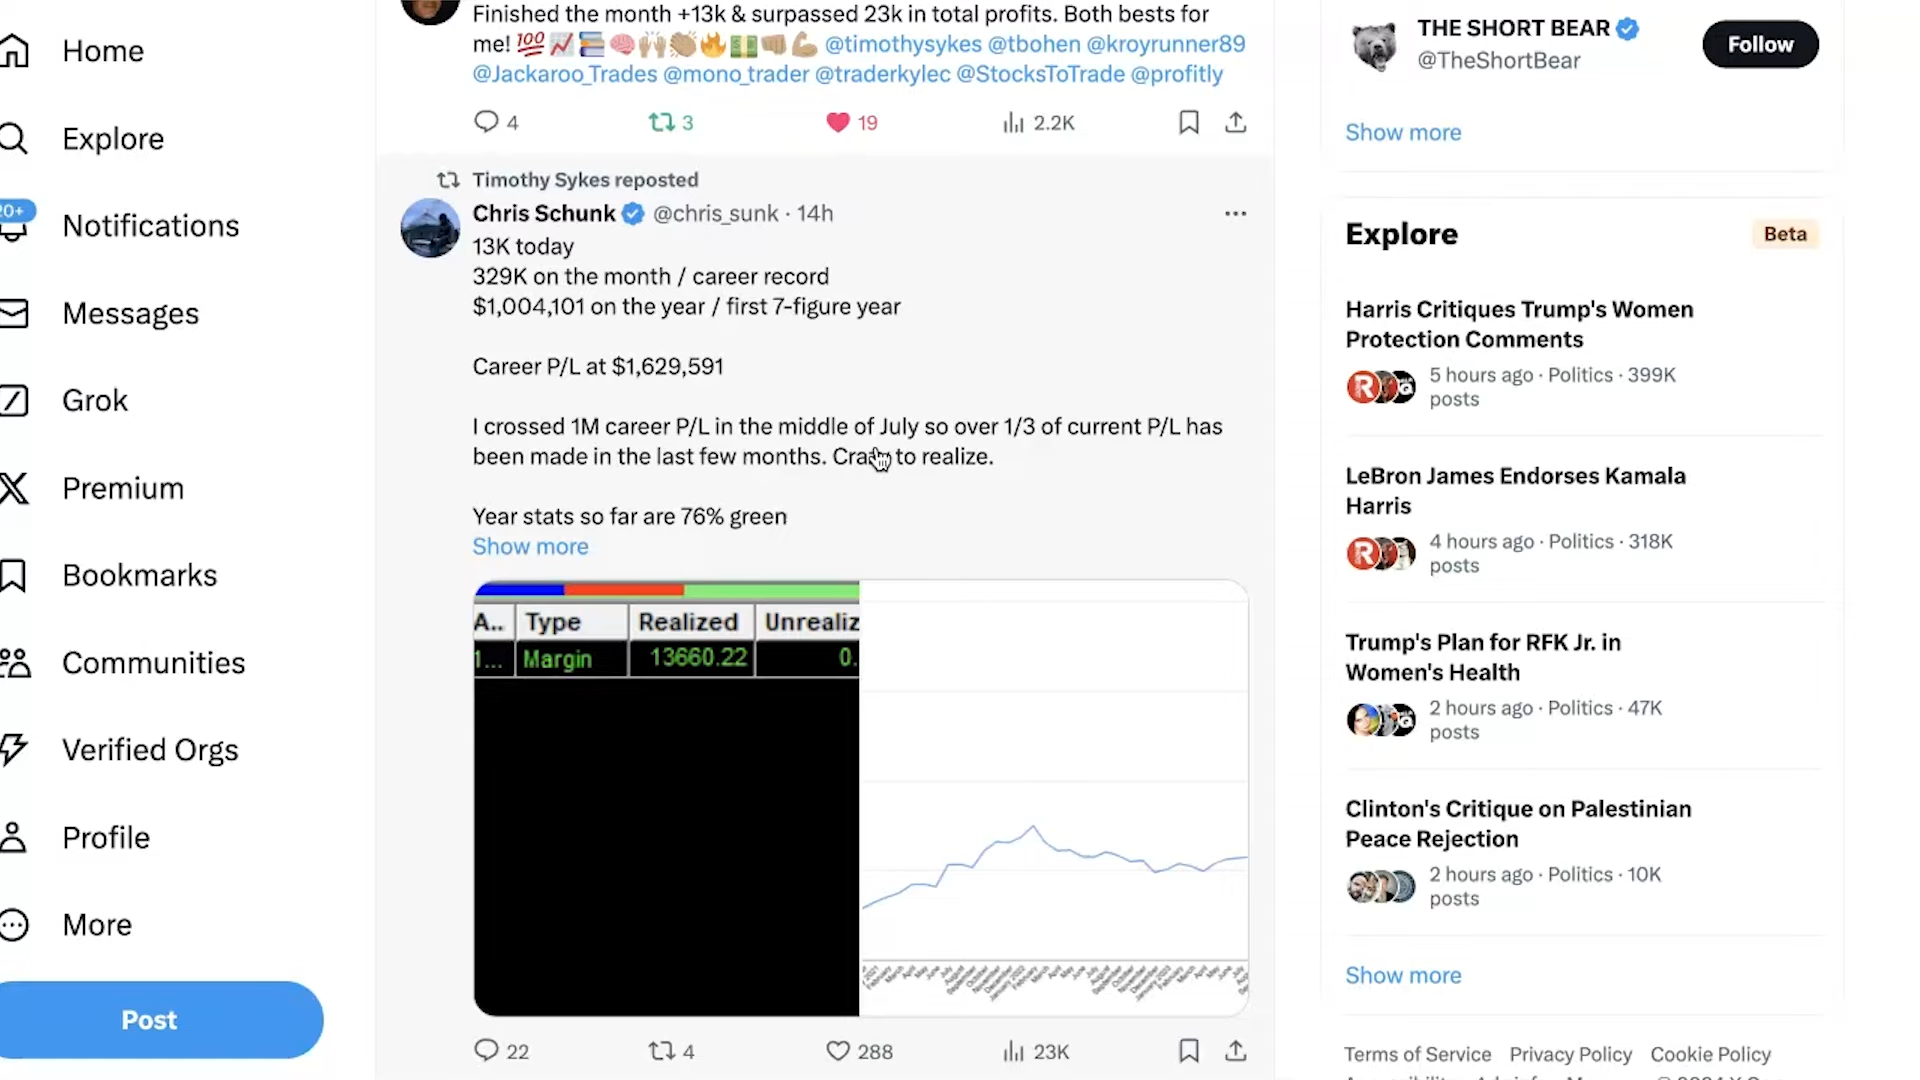 Home
Explore
20+
Notifications
Messages
Grok
Premium
Bookmarks
Communities
Verified Orgs
Profile
More
Post
Finished the month +13k & surpassed 23k in total profits. Both bests for
me! 💯📈📚🧠🙌🏽👏🏽🔥💵👊🏽💪🏽 @timothysykes @tbohen @kroyrunner89
@Jackaroo_Trades @mono_trader @traderkylec @StocksToTrade @profitly
4 3 19 2.2K
Timothy Sykes reposted
Chris Schunk @chris_sunk · 14h
13K today
329K on the month / career record
$1,004,101 on the year / first 7-figure year
Career P/L at $1,629,591
I crossed 1M career P/L in the middle of July so over 1/3 of current P/L has
been made in the last few months. Crazy to realize.
Year stats so far are 76% green
Show more
A.. Type Realized Unrealiz
1... Margin 13660.22 0.
22 4 288 23K
THE SHORT BEAR
@TheShortBear
Follow
Show more
Explore
Beta
Harris Critiques Trump's Women
Protection Comments
5 hours ago · Politics · 399K
posts
LeBron James Endorses Kamala
Harris
4 hours ago · Politics · 318K
posts
Trump's Plan for RFK Jr. in
Women's Health
2 hours ago · Politics · 47K
posts
Clinton's Critique on Palestinian
Peace Rejection
2 hours ago · Politics · 10K
posts
Show more
Terms of Service Privacy Policy Cookie Policy